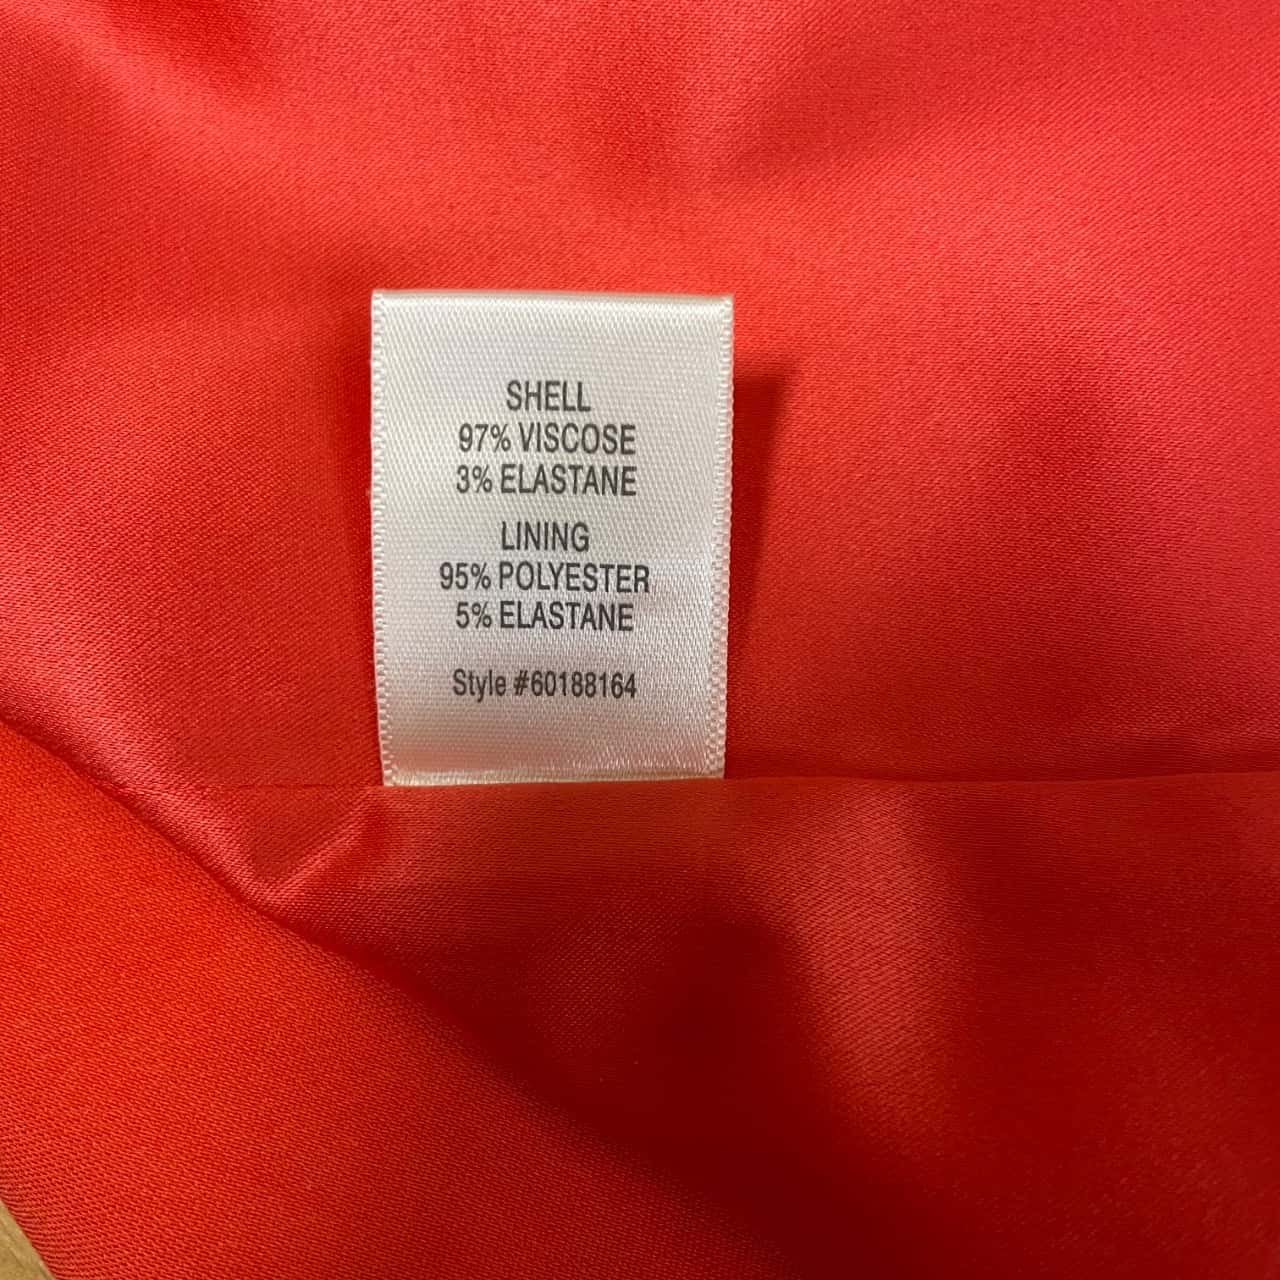 SHELL
97% VISCOSE
3% ELASTANE
LINING
95% POLYESTER
5% ELASTANE
Style #60188164